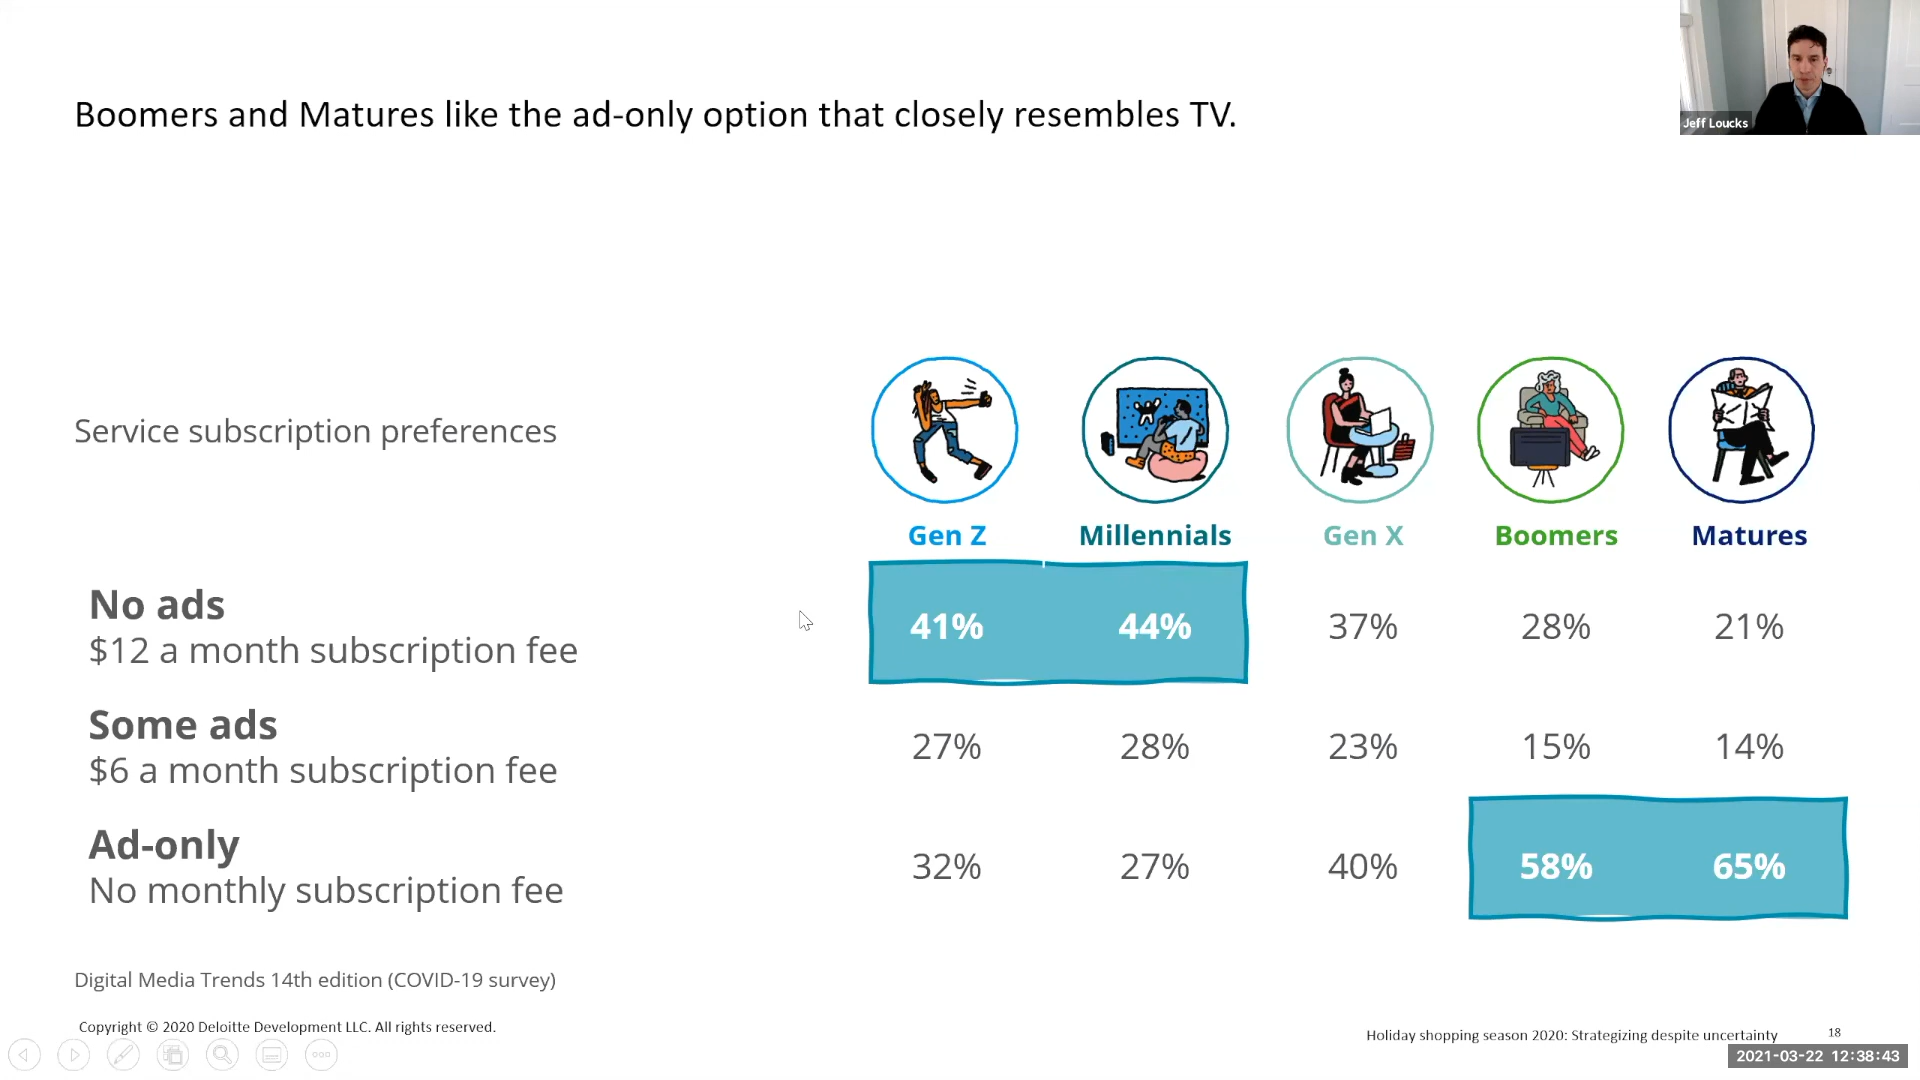 Jeff Loucks
Boomers and Matures like the ad-only option that closely resembles TV.
Service subscription preferences
Gen Z Millennials Gen X Boomers Matures
No ads
$12 a month subscription fee
41% 44% 37% 28% 21%
Some ads
$6 a month subscription fee
27% 28% 23% 15% 14%
Ad-only
No monthly subscription fee
32% 27% 40% 58% 65%
Digital Media Trends 14th edition (COVID-19 survey)
Copyright © 2020 Deloitte Development LLC. All rights reserved.
Holiday shopping season 2020: Strategizing despite uncertainty 18
2021-03-22 12:38:43